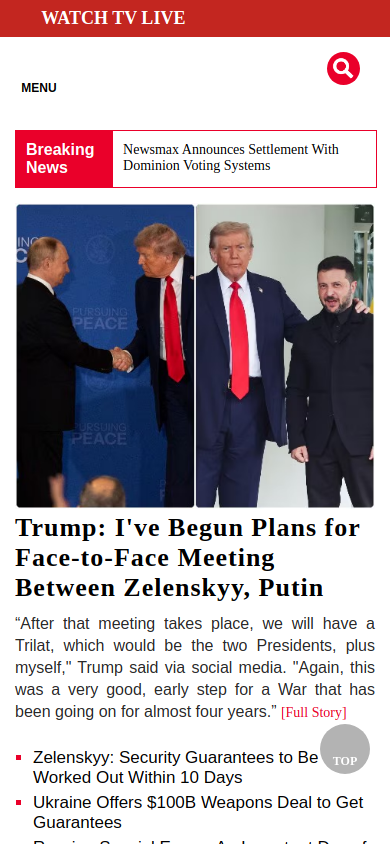 WATCH TV LIVE
MENU
Breaking
News
Newsmax Announces Settlement With
Dominion Voting Systems
PURSUING
PEACE
PURSUING
PEACE
Trump: I've Begun Plans for
Face-to-Face Meeting
Between Zelenskyy, Putin
“After that meeting takes place, we will have a
Trilat, which would be the two Presidents, plus
myself," Trump said via social media. "Again, this
was a very good, early step for a War that has
been going on for almost four years.” [Full Story]
Zelenskyy: Security Guarantees to Be
Worked Out Within 10 Days
TOP
Ukraine Offers $100B Weapons Deal to Get
Guarantees